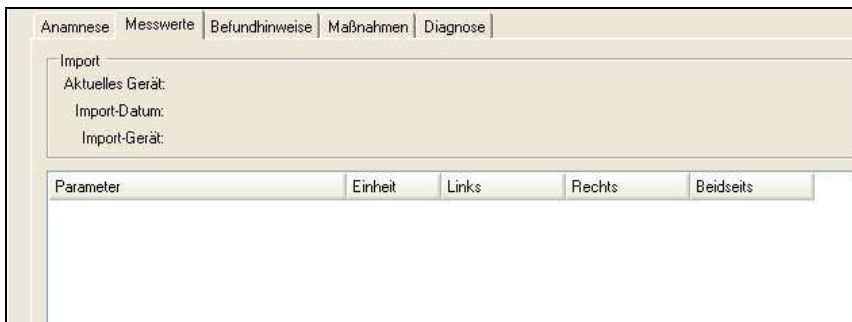 Anamnese Messwerte Befundhinweise Maßnahmen Diagnose
Import
Aktuelles Gerät:
Import-Datum:
Import-Gerät:
Parameter Einheit Links Rechts Beidseits